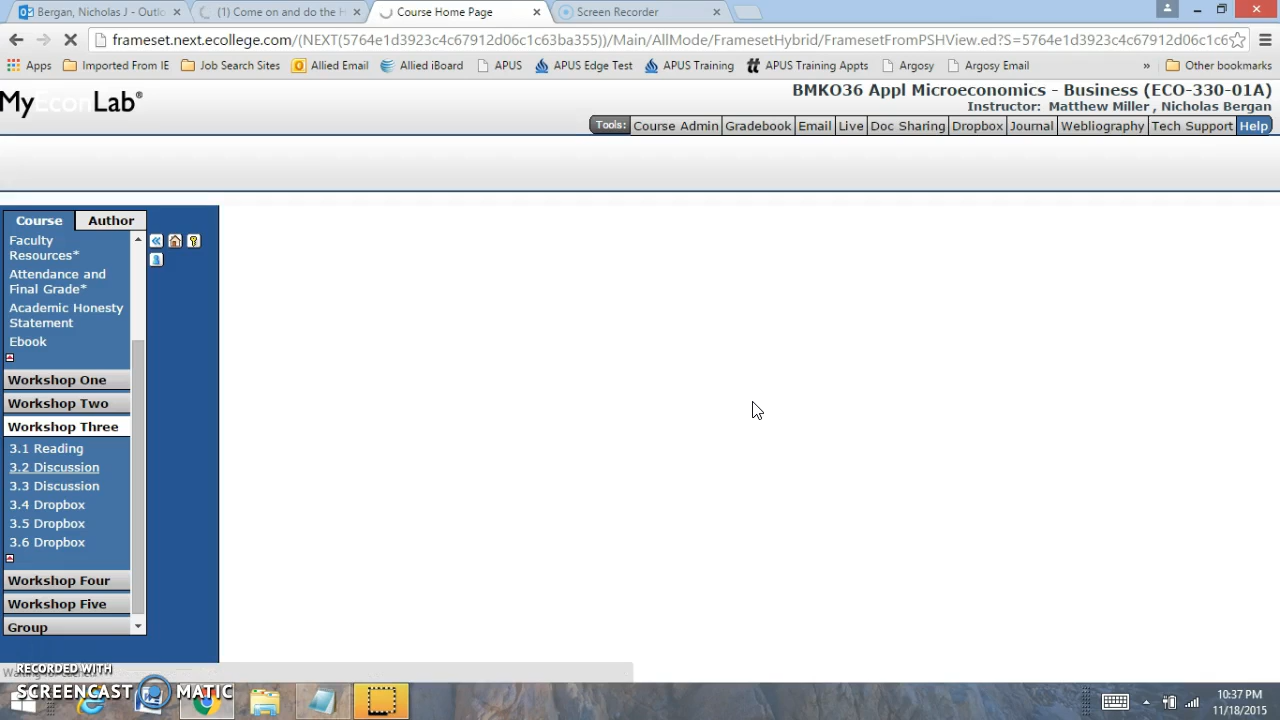 Bergan, Nicholas J - Outlo
(1) Come on and do the H
Course Home Page
Screen Recorder
frameset.next.ecollege.com/(NEXT(5764e1d3923c4c67912d06c1c63ba355))/Main/AllMode/FramesetHybrid/FramesetFromPSHView.ed?S=5764e1d3923c4c67912d06c1c6
Apps
Imported From IE
Job Search Sites
Allied Email
Allied iBoard
APUS
APUS Edge Test
APUS Training
APUS Training Appts
Argosy
Argosy Email
»
Other bookmarks
MyEconLab®
BMKO36 Appl Microeconomics - Business (ECO-330-01A)
Instructor: Matthew Miller , Nicholas Bergan
Tools: Course Admin Gradebook Email Live Doc Sharing Dropbox Journal Webliography Tech Support Help
Course Author
Faculty
Resources*
Attendance and
Final Grade*
Academic Honesty
Statement
Ebook
Workshop One
Workshop Two
Workshop Three
3.1 Reading
3.2 Discussion
3.3 Discussion
3.4 Dropbox
3.5 Dropbox
3.6 Dropbox
Workshop Four
Workshop Five
Group
RECORDED WITH
SCREENCAST MATIC
10:37 PM
11/18/2015